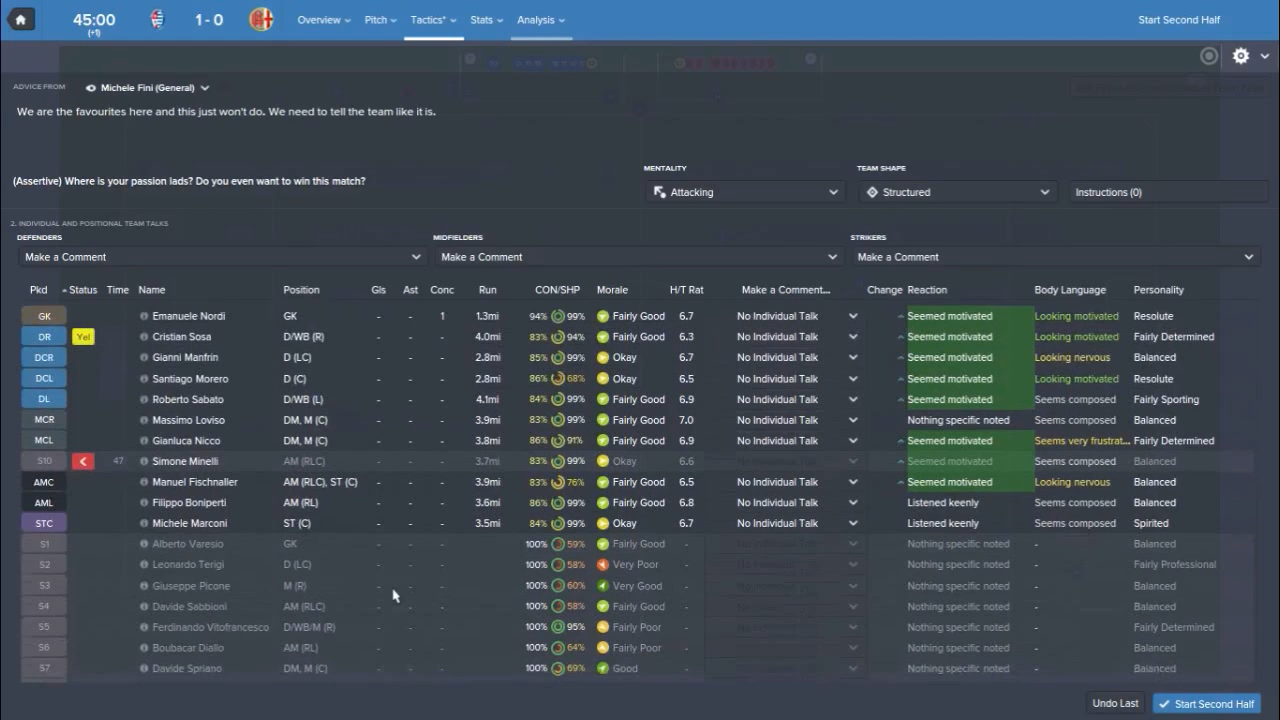 45:00 1 - 0 Overview Pitch Tactics* Stats Analysis Start Second Half
(+1)
ADVICE FROM Michele Fini (General)
We are the favourites here and this just won't do. We need to tell the team like it is.
MENTALITY TEAM SHAPE
(Assertive) Where is your passion lads? Do you even want to win this match? Attacking Structured Instructions (0)
2. INDIVIDUAL AND POSITIONAL TEAM TALKS
DEFENDERS MIDFIELDERS STRIKERS
Make a Comment Make a Comment Make a Comment
Pkd Status Time Name Position Gls Ast Conc Run CON/SHP Morale H/T Rat Make a Comment... Change Reaction Body Language Personality
GK Emanuele Nordi GK - - 1 1.3mi 94% 99% Fairly Good 6.7 No Individual Talk Seemed motivated Looking motivated Resolute
DR Yel Cristian Sosa D/WB (R) - - - 4.0mi 83% 94% Fairly Good 6.3 No Individual Talk Seemed motivated Looking motivated Fairly Determined
DCR Gianni Manfrin D (LC) - - - 2.8mi 85% 99% Okay 6.7 No Individual Talk Seemed motivated Looking nervous Balanced
DCL Santiago Morero D (C) - - - 2.8mi 86% 68% Okay 6.5 No Individual Talk Seemed motivated Looking motivated Resolute
DL Roberto Sabato D/WB (L) - - - 4.1mi 84% 99% Fairly Good 6.9 No Individual Talk Seemed motivated Seems composed Fairly Sporting
MCR Massimo Loviso DM, M (C) - - - 3.9mi 83% 99% Fairly Good 7.0 No Individual Talk Nothing specific noted Seems composed Balanced
MCL Gianluca Nicco DM, M (C) - - - 3.8mi 86% 91% Fairly Good 6.9 No Individual Talk Seemed motivated Seems very frustrat... Fairly Determined
S10 47 Simone Minelli AM (RLC) - - - 3.7mi 83% 99% Okay 6.6 No Individual Talk Seemed motivated Seems composed Balanced
AMC Manuel Fischnaller AM (RLC), ST (C) - - - 3.9mi 83% 76% Fairly Good 6.5 No Individual Talk Seemed motivated Looking nervous Balanced
AML Filippo Boniperti AM (RL) - - - 3.6mi 86% 99% Fairly Good 6.8 No Individual Talk Listened keenly Seems composed Balanced
STC Michele Marconi ST (C) - - - 3.5mi 84% 99% Okay 6.7 No Individual Talk Listened keenly Seems composed Spirited
S1 Alberto Varesio GK - - - 100% 59% Fairly Good - Nothing specific noted - Balanced
S2 Leonardo Terigi D (LC) - - - 100% 58% Very Poor - Nothing specific noted - Fairly Professional
S3 Giuseppe Picone M (R) - - - 100% 60% Very Good - Nothing specific noted - Balanced
S4 Davide Sabbioni AM (RLC) - - - 100% 58% Fairly Good - Nothing specific noted - Balanced
S5 Ferdinando Vitofrancesco D/WB/M (R) - - - 100% 95% Fairly Poor - Nothing specific noted - Fairly Determined
S6 Boubacar Diallo AM (RL) - - - 100% 64% Fairly Poor - Nothing specific noted - Balanced
S7 Davide Spriano DM, M (C) - - - 100% 69% Good - Nothing specific noted - Balanced
Undo Last Start Second Half